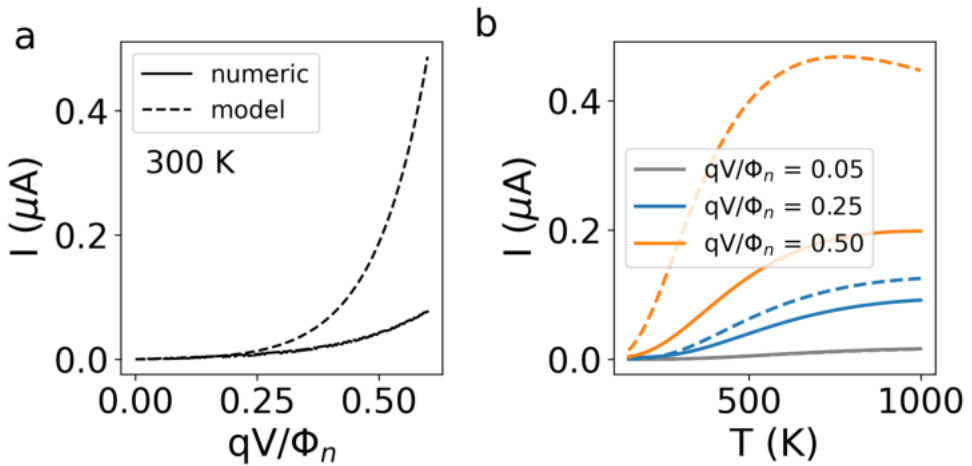 a
numeric
model
300 K
0.4
0.2
0.0
I (μA)
0.00
0.25
0.50
qV/Φₙ
b
qV/Φₙ = 0.05
qV/Φₙ = 0.25
qV/Φₙ = 0.50
0.4
0.2
0.0
I (μA)
500
1000
T (K)